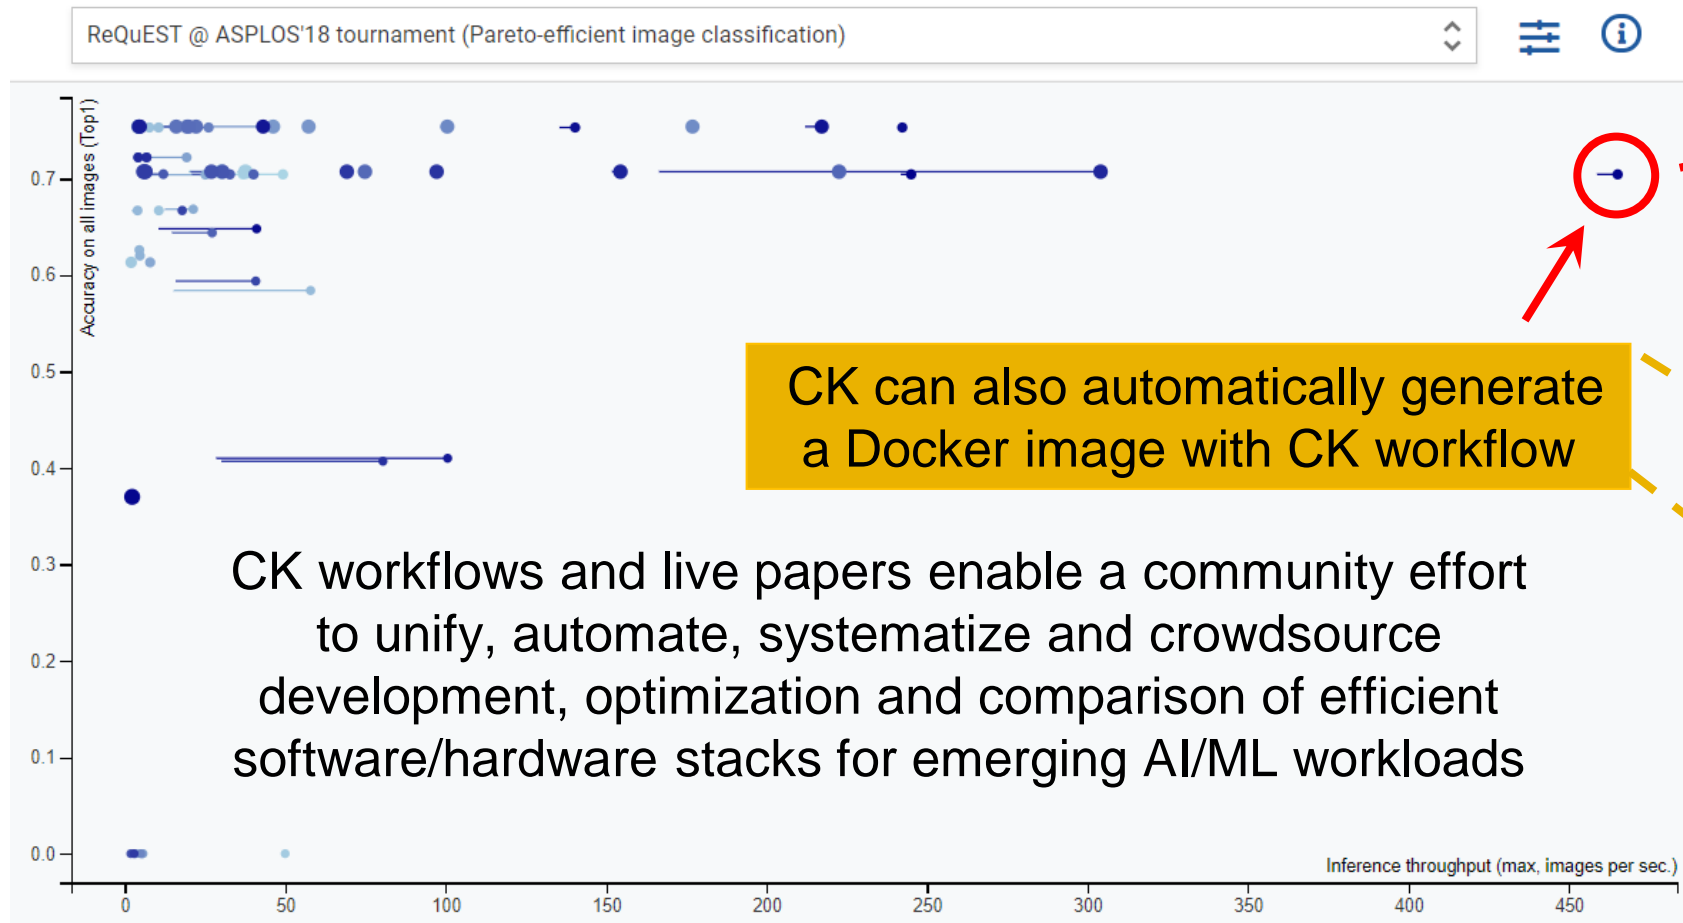 ReQuEST @ ASPLOS'18 tournament (Pareto-efficient image classification)
Accuracy on all images (Top1)
0.7
0.6
0.5
0.4
0.3
0.2
0.1
0.0
CK can also automatically generate
a Docker image with CK workflow
CK workflows and live papers enable a community effort
to unify, automate, systematize and crowdsource
development, optimization and comparison of efficient
software/hardware stacks for emerging AI/ML workloads
Inference throughput (max, images per sec.)
0 50 100 150 200 250 300 350 400 450